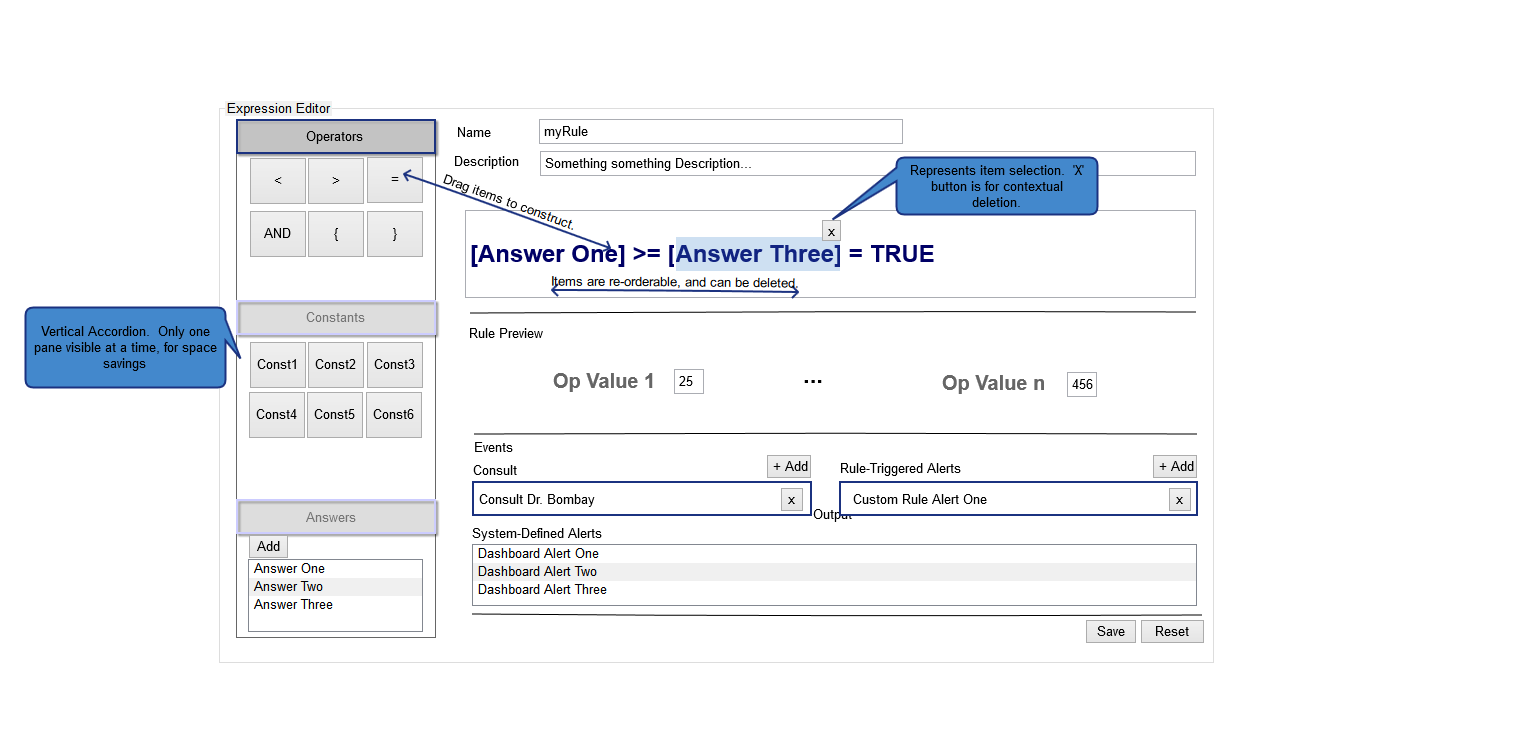 Expression Editor
Operators
<
>
=
AND
{
}
Constants
Const1
Const2
Const3
Const4
Const5
Const6
Answers
Add
Answer One
Answer Two
Answer Three
Vertical Accordion.  Only one
pane visible at a time, for space
savings
Name
myRule
Description
Something something Description...
Represents item selection.  'X'
button is for contextual
deletion.
Drag items to construct.
x
[Answer One] >= [Answer Three] = TRUE
Items are re-orderable, and can be deleted.
Rule Preview
Op Value 1
25
...
Op Value n
456
Events
Consult
+ Add
Consult Dr. Bombay
x
Rule-Triggered Alerts
+ Add
Custom Rule Alert One
x
Output
System-Defined Alerts
Dashboard Alert One
Dashboard Alert Two
Dashboard Alert Three
Save
Reset